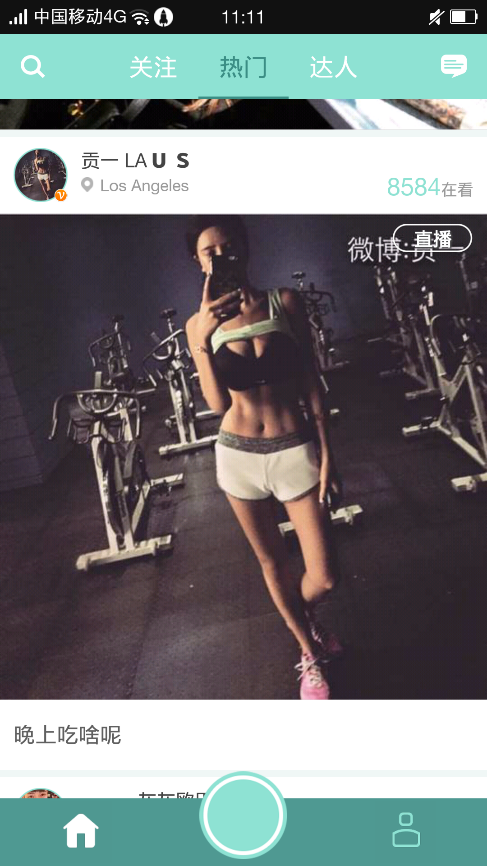 中国移动4G
11:11
关注
热门
达人
贡一 LA U S
Los Angeles
8584在看
直播
微博:贡一
晚上吃啥呢